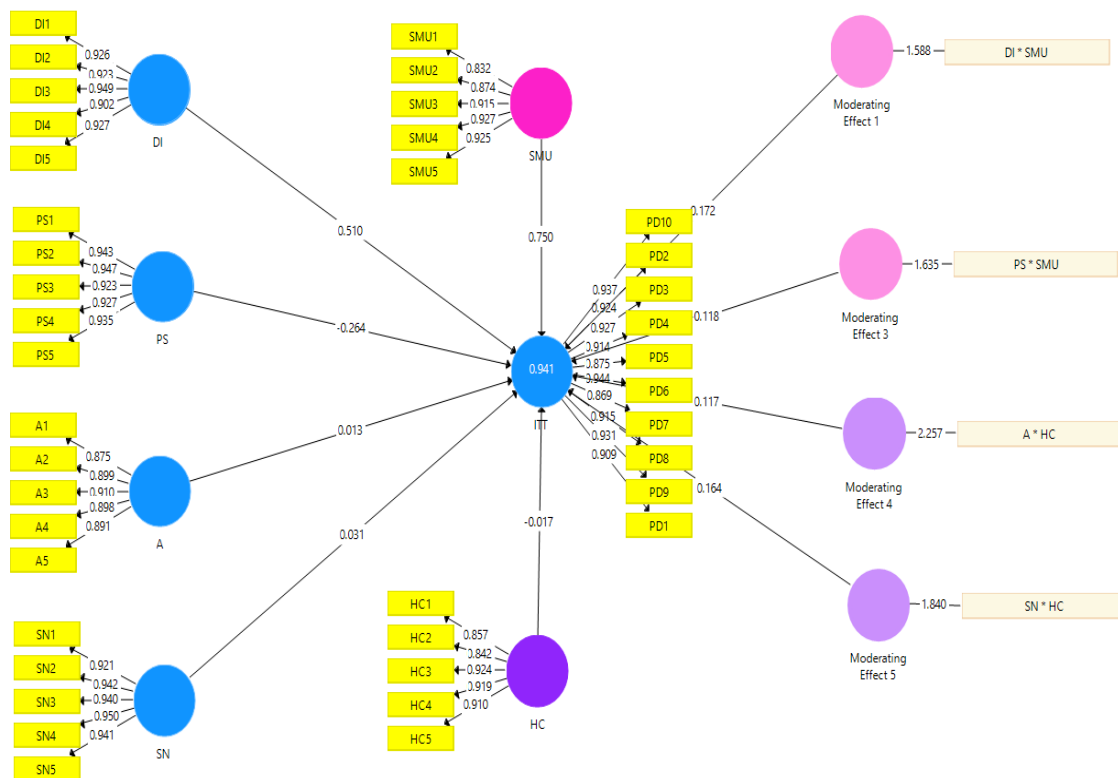 DI1
DI2
DI3
DI4
DI5
0.926
0.923
0.949
0.902
0.927
DI
PS1
PS2
PS3
PS4
PS5
0.943
0.947
0.923
0.927
0.935
PS
A1
A2
A3
A4
A5
0.875
0.899
0.910
0.898
0.891
A
SN1
SN2
SN3
SN4
SN5
0.921
0.942
0.940
0.950
0.941
SN
SMU1
SMU2
SMU3
SMU4
SMU5
0.832
0.874
0.915
0.927
0.925
SMU
0.510
-0.264
0.013
0.031
0.750
-0.017
0.941
ITT
HC1
HC2
HC3
HC4
HC5
0.857
0.842
0.924
0.919
0.910
HC
PD10
PD2
PD3
PD4
PD5
PD6
PD7
PD8
PD9
PD1
0.937
0.924
0.927
0.914
0.875
0.944
0.869
0.915
0.931
0.909
0.172
0.118
0.117
0.164
Moderating
Effect 1
1.588
DI * SMU
Moderating
Effect 3
1.635
PS * SMU
Moderating
Effect 4
2.257
A * HC
Moderating
Effect 5
1.840
SN * HC